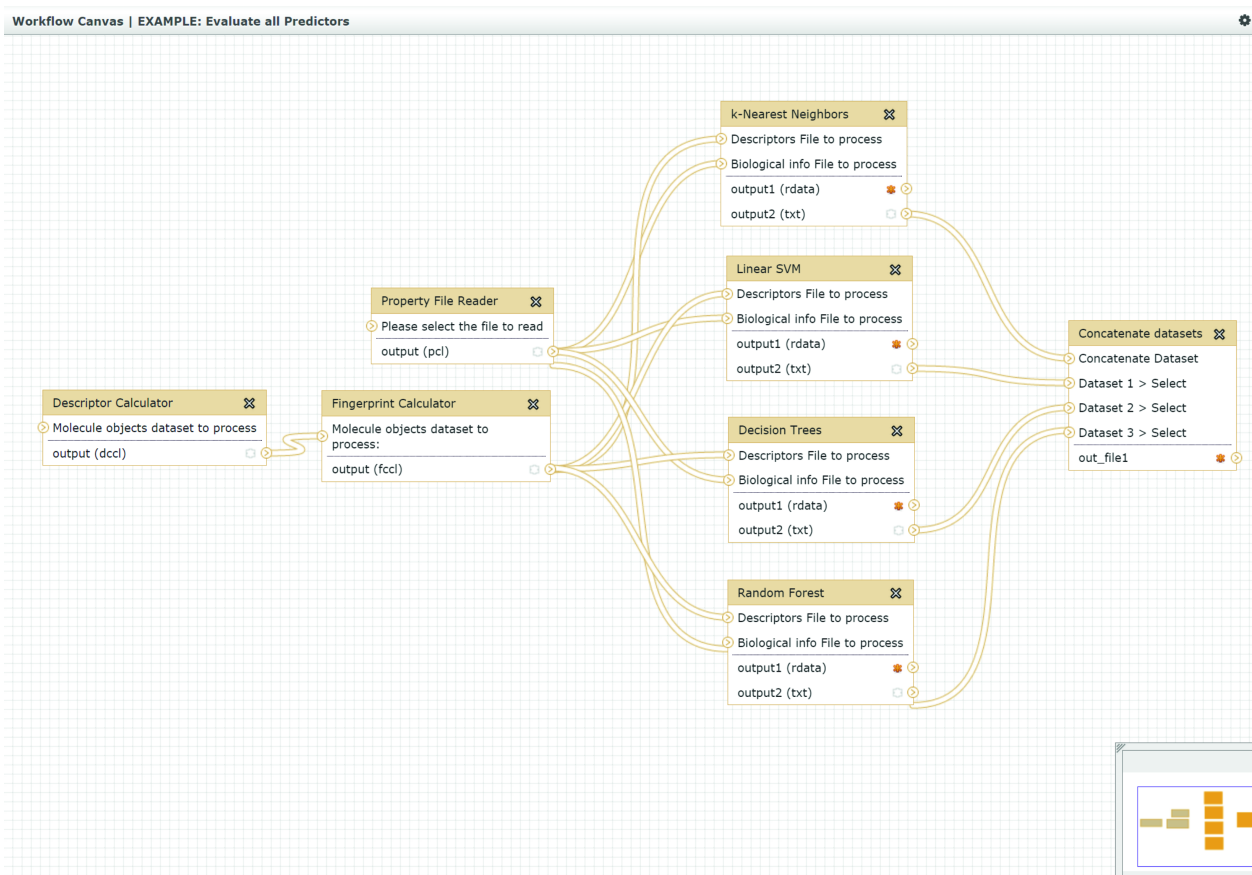 Workflow Canvas | EXAMPLE: Evaluate all Predictors
k-Nearest Neighbors
Descriptors File to process
Biological info File to process
output1 (rdata)
output2 (txt)
Linear SVM
Descriptors File to process
Biological info File to process
output1 (rdata)
output2 (txt)
Property File Reader
Please select the file to read
output (pcl)
Concatenate datasets
Concatenate Dataset
Dataset 1 > Select
Dataset 2 > Select
Dataset 3 > Select
out_file1
Descriptor Calculator
Molecule objects dataset to process
output (dccl)
Fingerprint Calculator
Molecule objects dataset to
process:
output (fccl)
Decision Trees
Descriptors File to process
Biological info File to process
output1 (rdata)
output2 (txt)
Random Forest
Descriptors File to process
Biological info File to process
output1 (rdata)
output2 (txt)